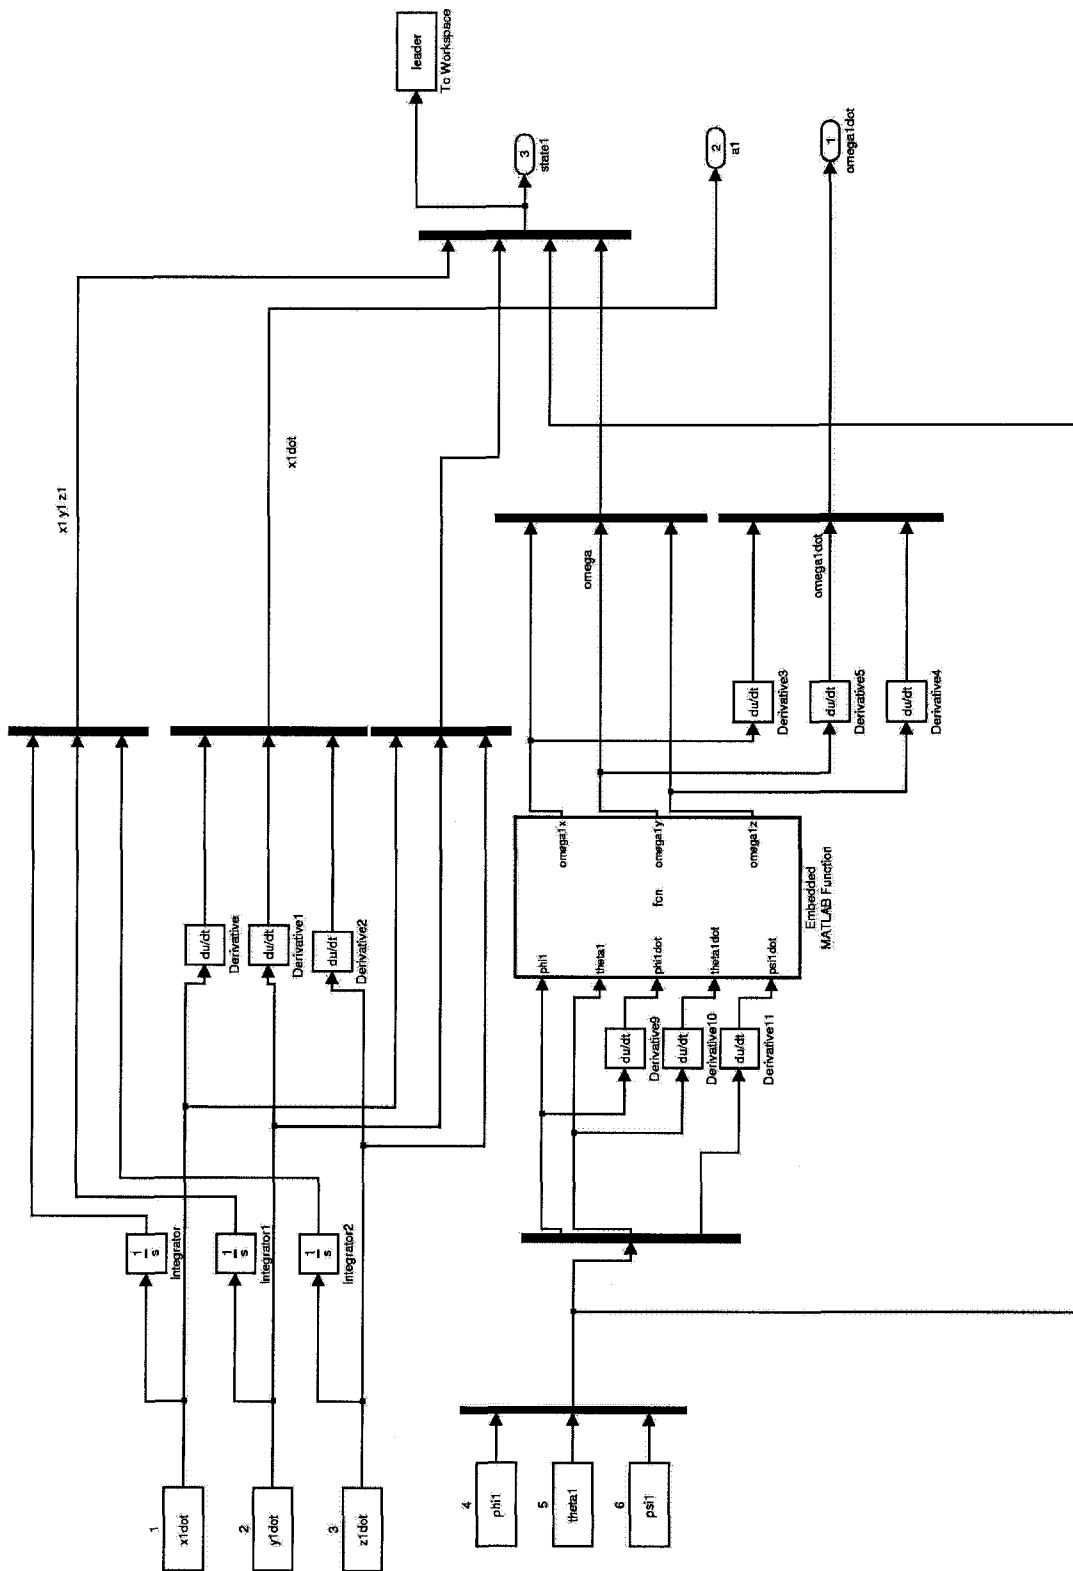 1
x1dot
2
y1dot
3
z1dot
4
phi1
5
theta1
6
psi1
1
s
Integrator
1
s
Integrator1
1
s
Integrator2
du/dt
Derivative
du/dt
Derivative1
du/dt
Derivative2
du/dt
Derivative9
du/dt
Derivative10
du/dt
Derivative11
phi1
theta1
phi1dot
theta1dot
psi1dot
fcn
omega1x
omega1y
omega1z
Embedded
MATLAB Function
du/dt
Derivative3
du/dt
Derivative5
du/dt
Derivative4
x1 y1 z1
x1dot
omega
omega1dot
leader
To Workspace
3
state1
2
a1
1
omega1dot